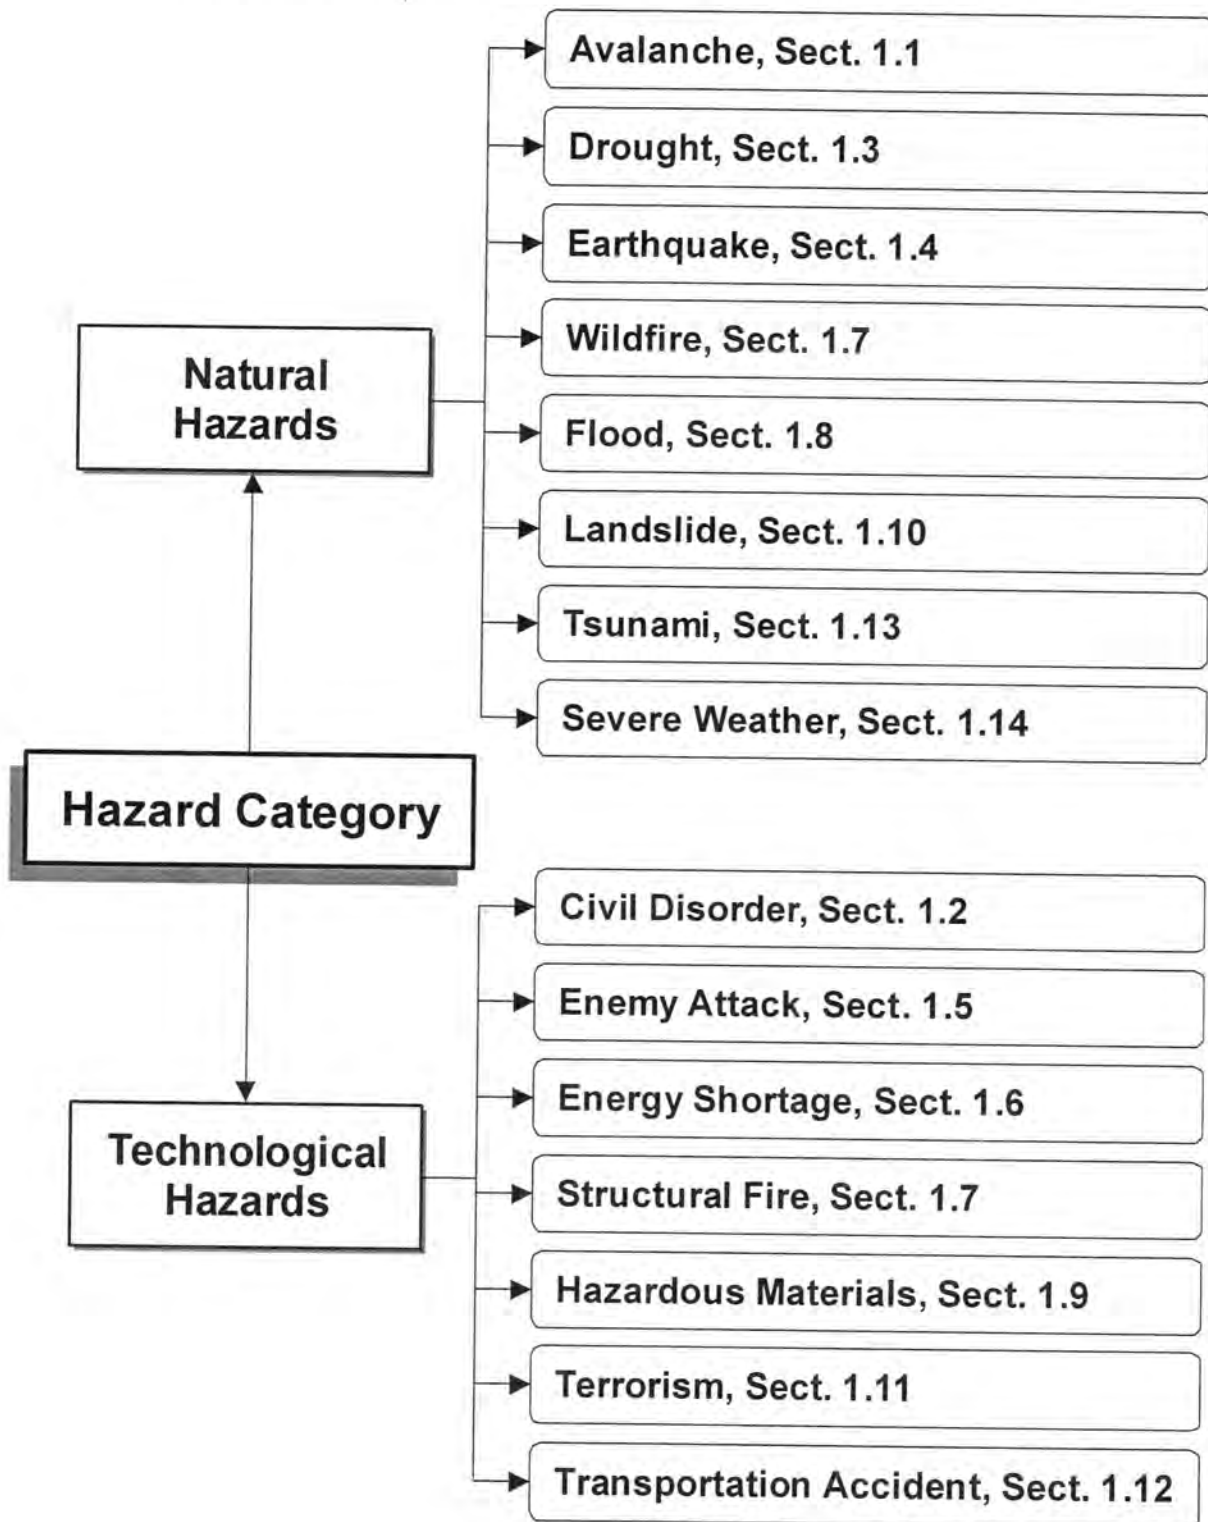 Avalanche, Sect. 1.1
Drought, Sect. 1.3
Earthquake, Sect. 1.4
Wildfire, Sect. 1.7
Natural
Hazards
Flood, Sect. 1.8
Landslide, Sect. 1.10
Tsunami, Sect. 1.13
Severe Weather, Sect. 1.14
Hazard Category
Civil Disorder, Sect. 1.2
Enemy Attack, Sect. 1.5
Energy Shortage, Sect. 1.6
Technological
Hazards
Structural Fire, Sect. 1.7
Hazardous Materials, Sect. 1.9
Terrorism, Sect. 1.11
Transportation Accident, Sect. 1.12